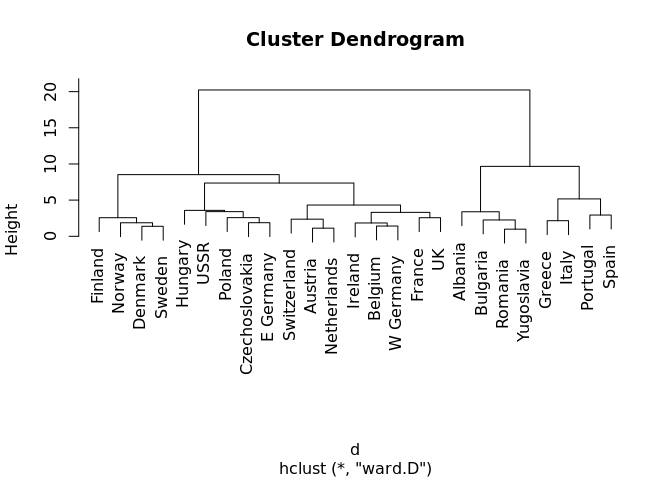 Cluster Dendrogram
Height
20
15
10
5
0
Finland
Norway
Denmark
Sweden
Hungary
USSR
Poland
Czechoslovakia
E Germany
Switzerland
Austria
Netherlands
Ireland
Belgium
W Germany
France
UK
Albania
Bulgaria
Romania
Yugoslavia
Greece
Italy
Portugal
Spain
d
hclust (*, "ward.D")